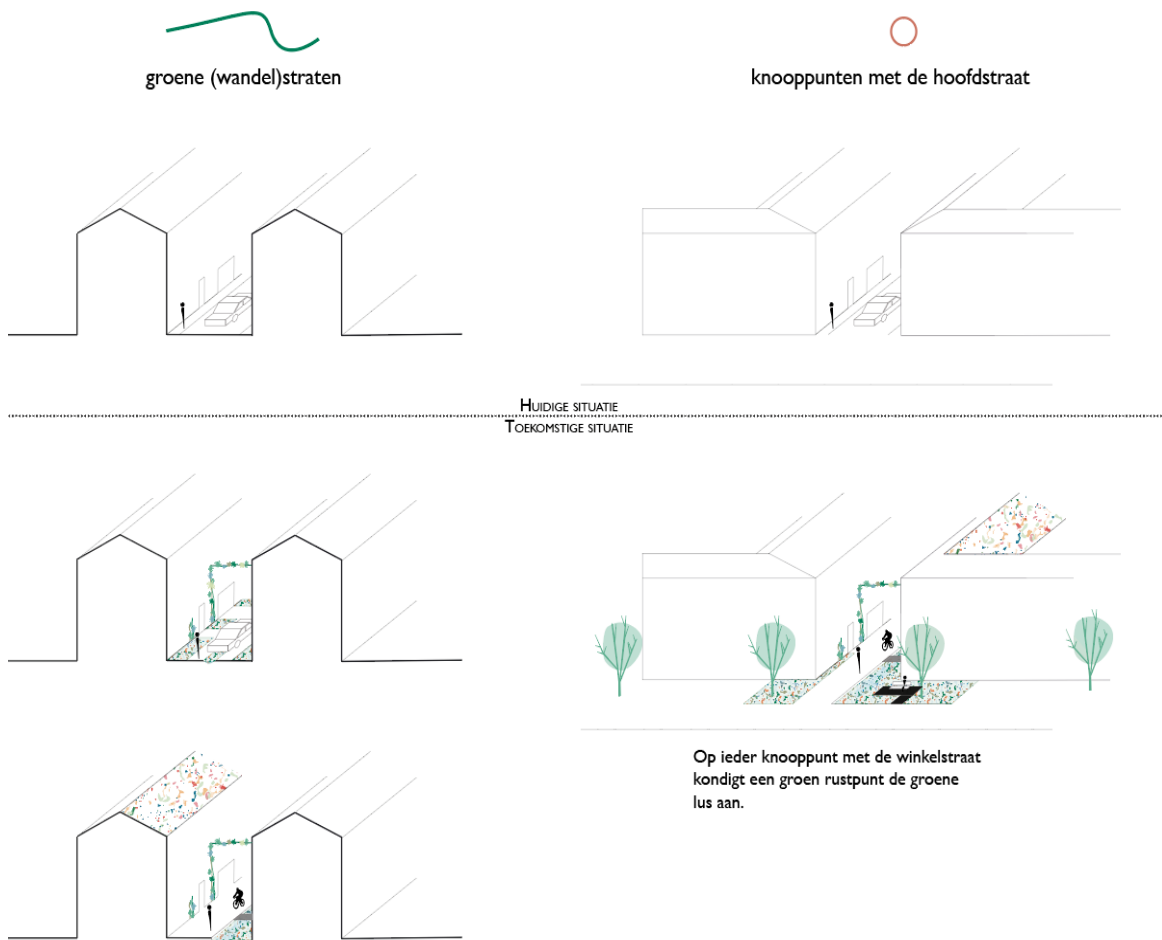 groene (wandel)straten
knooppunten met de hoofdstraat
Huidige situatie
Toekomstige situatie
Op ieder knooppunt met de winkelstraat
kondigt een groen rustpunt de groene
lus aan.